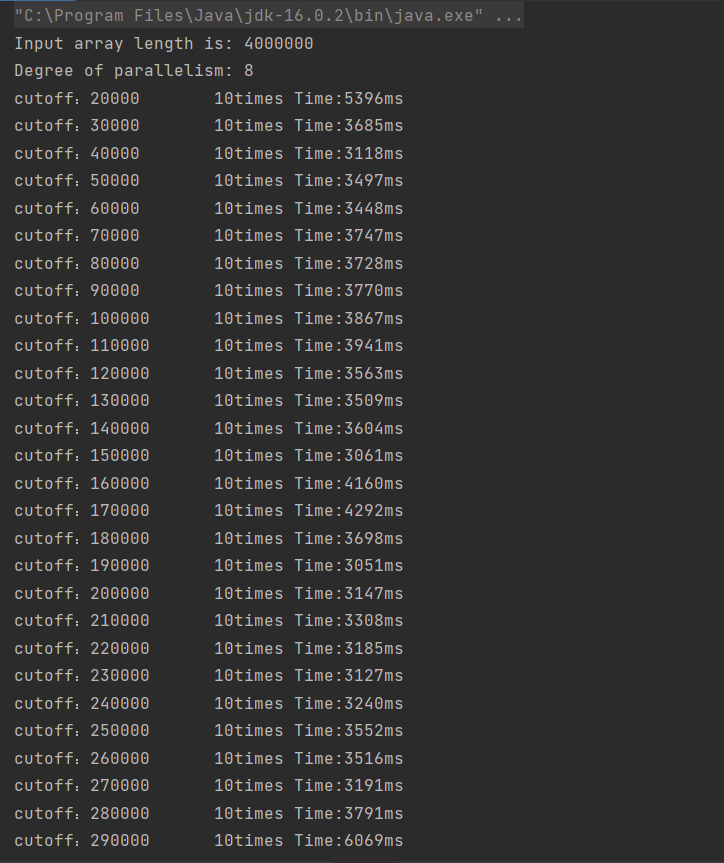 "C:\Program Files\Java\jdk-16.0.2\bin\java.exe" ...
Input array length is: 4000000
Degree of parallelism: 8
cutoff：20000		10times Time:5396ms
cutoff：30000		10times Time:3685ms
cutoff：40000		10times Time:3118ms
cutoff：50000		10times Time:3497ms
cutoff：60000		10times Time:3448ms
cutoff：70000		10times Time:3747ms
cutoff：80000		10times Time:3728ms
cutoff：90000		10times Time:3770ms
cutoff：100000		10times Time:3867ms
cutoff：110000		10times Time:3941ms
cutoff：120000		10times Time:3563ms
cutoff：130000		10times Time:3509ms
cutoff：140000		10times Time:3604ms
cutoff：150000		10times Time:3061ms
cutoff：160000		10times Time:4160ms
cutoff：170000		10times Time:4292ms
cutoff：180000		10times Time:3698ms
cutoff：190000		10times Time:3051ms
cutoff：200000		10times Time:3147ms
cutoff：210000		10times Time:3308ms
cutoff：220000		10times Time:3185ms
cutoff：230000		10times Time:3127ms
cutoff：240000		10times Time:3240ms
cutoff：250000		10times Time:3552ms
cutoff：260000		10times Time:3516ms
cutoff：270000		10times Time:3191ms
cutoff：280000		10times Time:3791ms
cutoff：290000		10times Time:6069ms